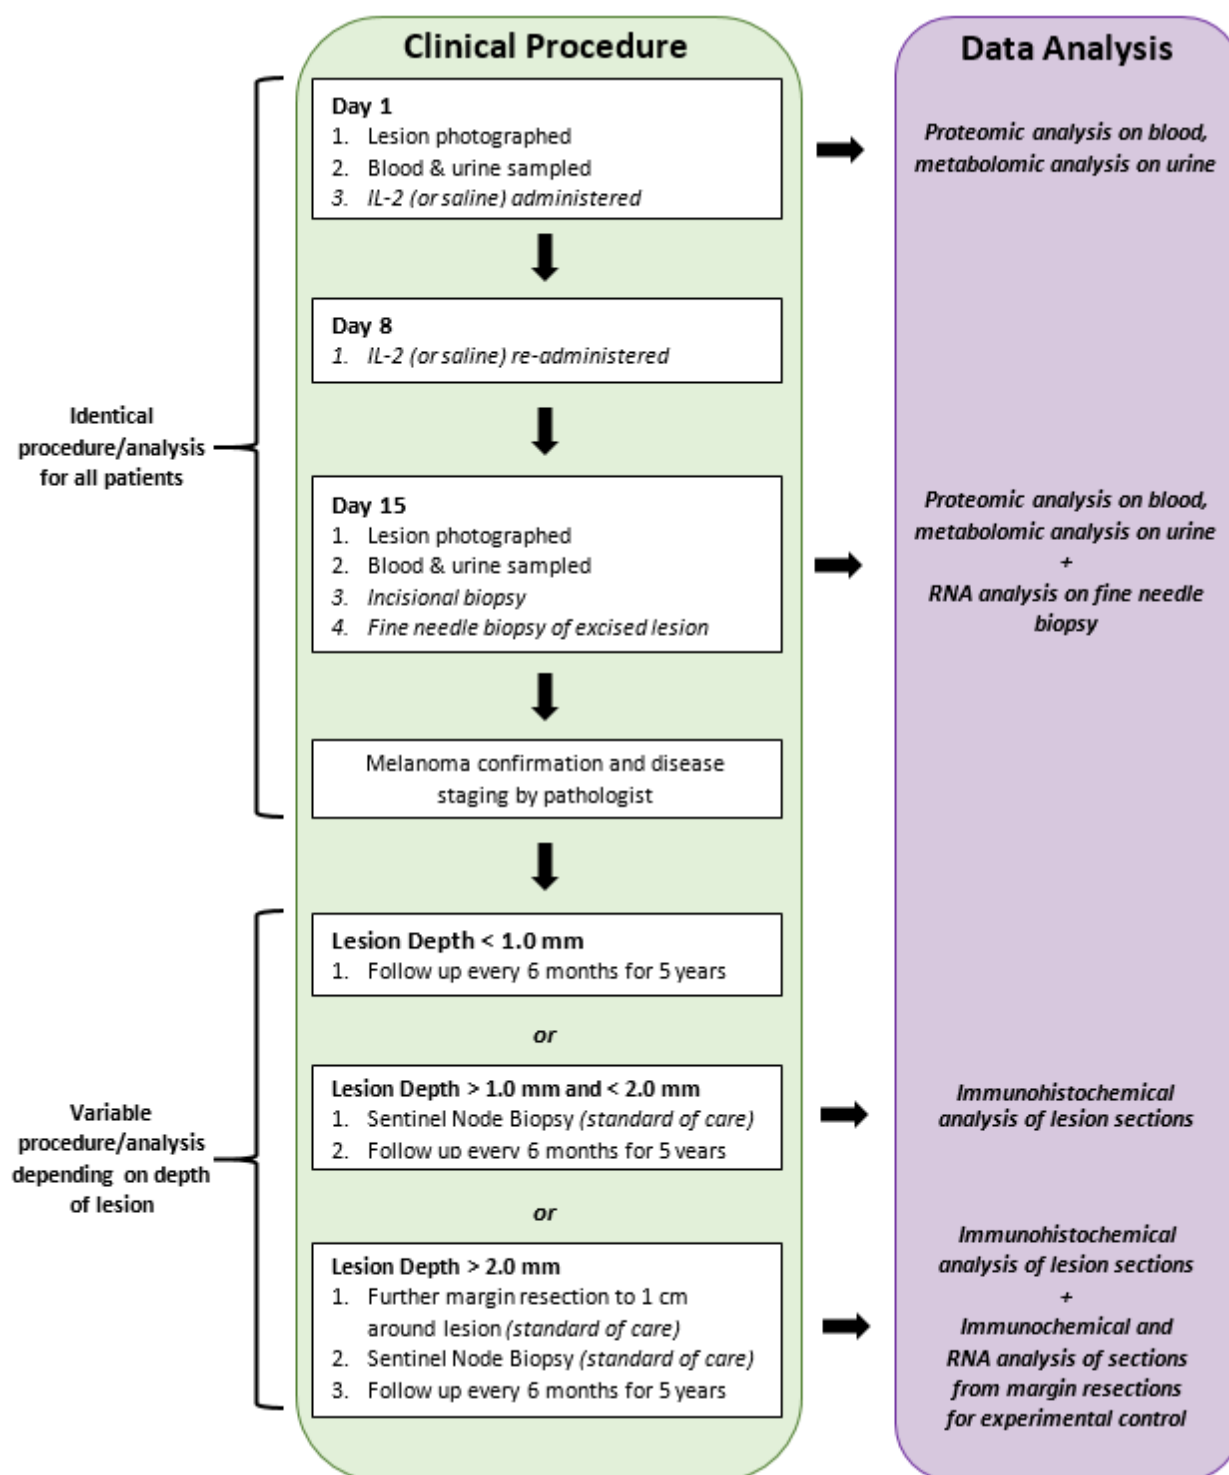 Clinical Procedure
Data Analysis
Day 1
1. Lesion photographed
2. Blood & urine sampled
3. IL-2 (or saline) administered
Proteomic analysis on blood,
metabolomic analysis on urine
Day 8
1. IL-2 (or saline) re-administered
Identical
procedure/analysis
for all patients
Day 15
1. Lesion photographed
2. Blood & urine sampled
3. Incisional biopsy
4. Fine needle biopsy of excised lesion
Proteomic analysis on blood,
metabolomic analysis on urine
+
RNA analysis on fine needle
biopsy
Melanoma confirmation and disease
staging by pathologist
Lesion Depth < 1.0 mm
1. Follow up every 6 months for 5 years
or
Lesion Depth > 1.0 mm and < 2.0 mm
1. Sentinel Node Biopsy (standard of care)
2. Follow up every 6 months for 5 years
Immunohistochemical
analysis of lesion sections
Variable
procedure/analysis
depending on depth
of lesion
or
Lesion Depth > 2.0 mm
1. Further margin resection to 1 cm
around lesion (standard of care)
2. Sentinel Node Biopsy (standard of care)
3. Follow up every 6 months for 5 years
Immunohistochemical
analysis of lesion sections
+
Immunochemical and
RNA analysis of sections
from margin resections
for experimental control